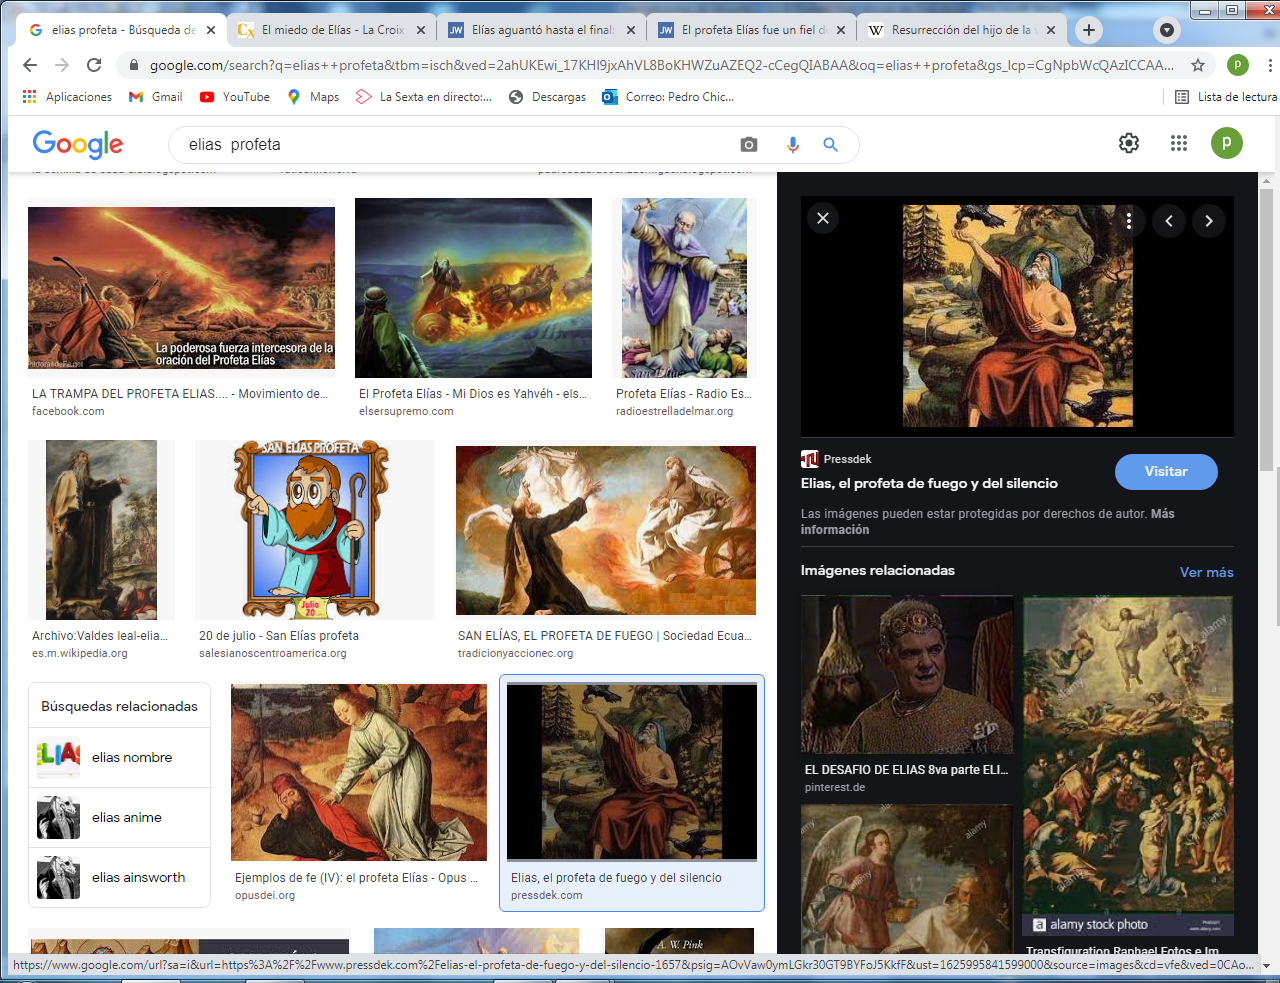 elias profeta - Búsqueda de
El miedo de Elías - La Croix
Elías aguantó hasta el final
El profeta Elías fue un fiel d
Resurrección del hijo de la v
google.com/search?q=elias++profeta&tbm=isch&ved=2ahUKEwi_17KHl9jxAhVL8BoKHWZuAZEQ2-cCegQIABAA&oq=elias++profeta&gs_lcp=CgNpbWcQAzICCAA...
Aplicaciones
Gmail
YouTube
Maps
La Sexta en directo:...
Descargas
Correo: Pedro Chic...
Lista de lectura
Google
elias  profeta
La poderosa fuerza intercesora de la
oración del Profeta Elías
LA TRAMPA DEL PROFETA ELIAS.... - Movimiento de...
facebook.com
El Profeta Elías - Mi Dios es Yahvéh - els...
elsersupremo.com
San Elías
Profeta Elías - Radio Es...
radioestrelladelmar.org
Archivo:Valdes leal-elia...
es.m.wikipedia.org
SAN ELIAS PROFETA
Julio
20
20 de julio - San Elías profeta
salesianoscentroamerica.org
SAN ELÍAS, EL PROFETA DE FUEGO | Sociedad Ecua...
tradicionyaccionec.org
Búsquedas relacionadas
elias nombre
elias anime
elias ainsworth
Ejemplos de fe (IV): el profeta Elías - Opus ...
opusdei.org
Elias, el profeta de fuego y del silencio
pressdek.com
A. W. Pink
Pressdek
Elias, el profeta de fuego y del silencio
Visitar
Las imágenes pueden estar protegidas por derechos de autor. Más
información
Imágenes relacionadas
Ver más
EL DESAFIO DE ELIAS 8va parte ELI...
pinterest.de
alamy
alamy
alamy stock photo
Transfiguration Raphael Fotos e Im
https://www.google.com/url?sa=i&url=https%3A%2F%2Fwww.pressdek.com%2Felias-el-profeta-de-fuego-y-del-silencio-1657&psig=AOvVaw0ymLGkr30GT9BYFoJ5KkfF&ust=1625995841599000&source=images&cd=vfe&ved=0CAo...